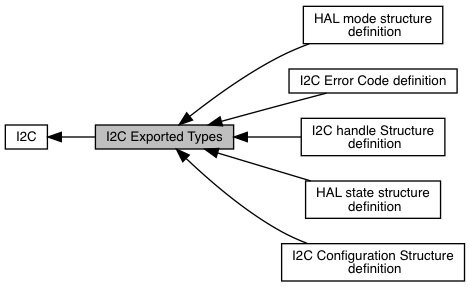 HAL mode structure
definition
I2C Error Code definition
I2C
I2C Exported Types
I2C handle Structure
definition
HAL state structure
definition
I2C Configuration Structure
definition